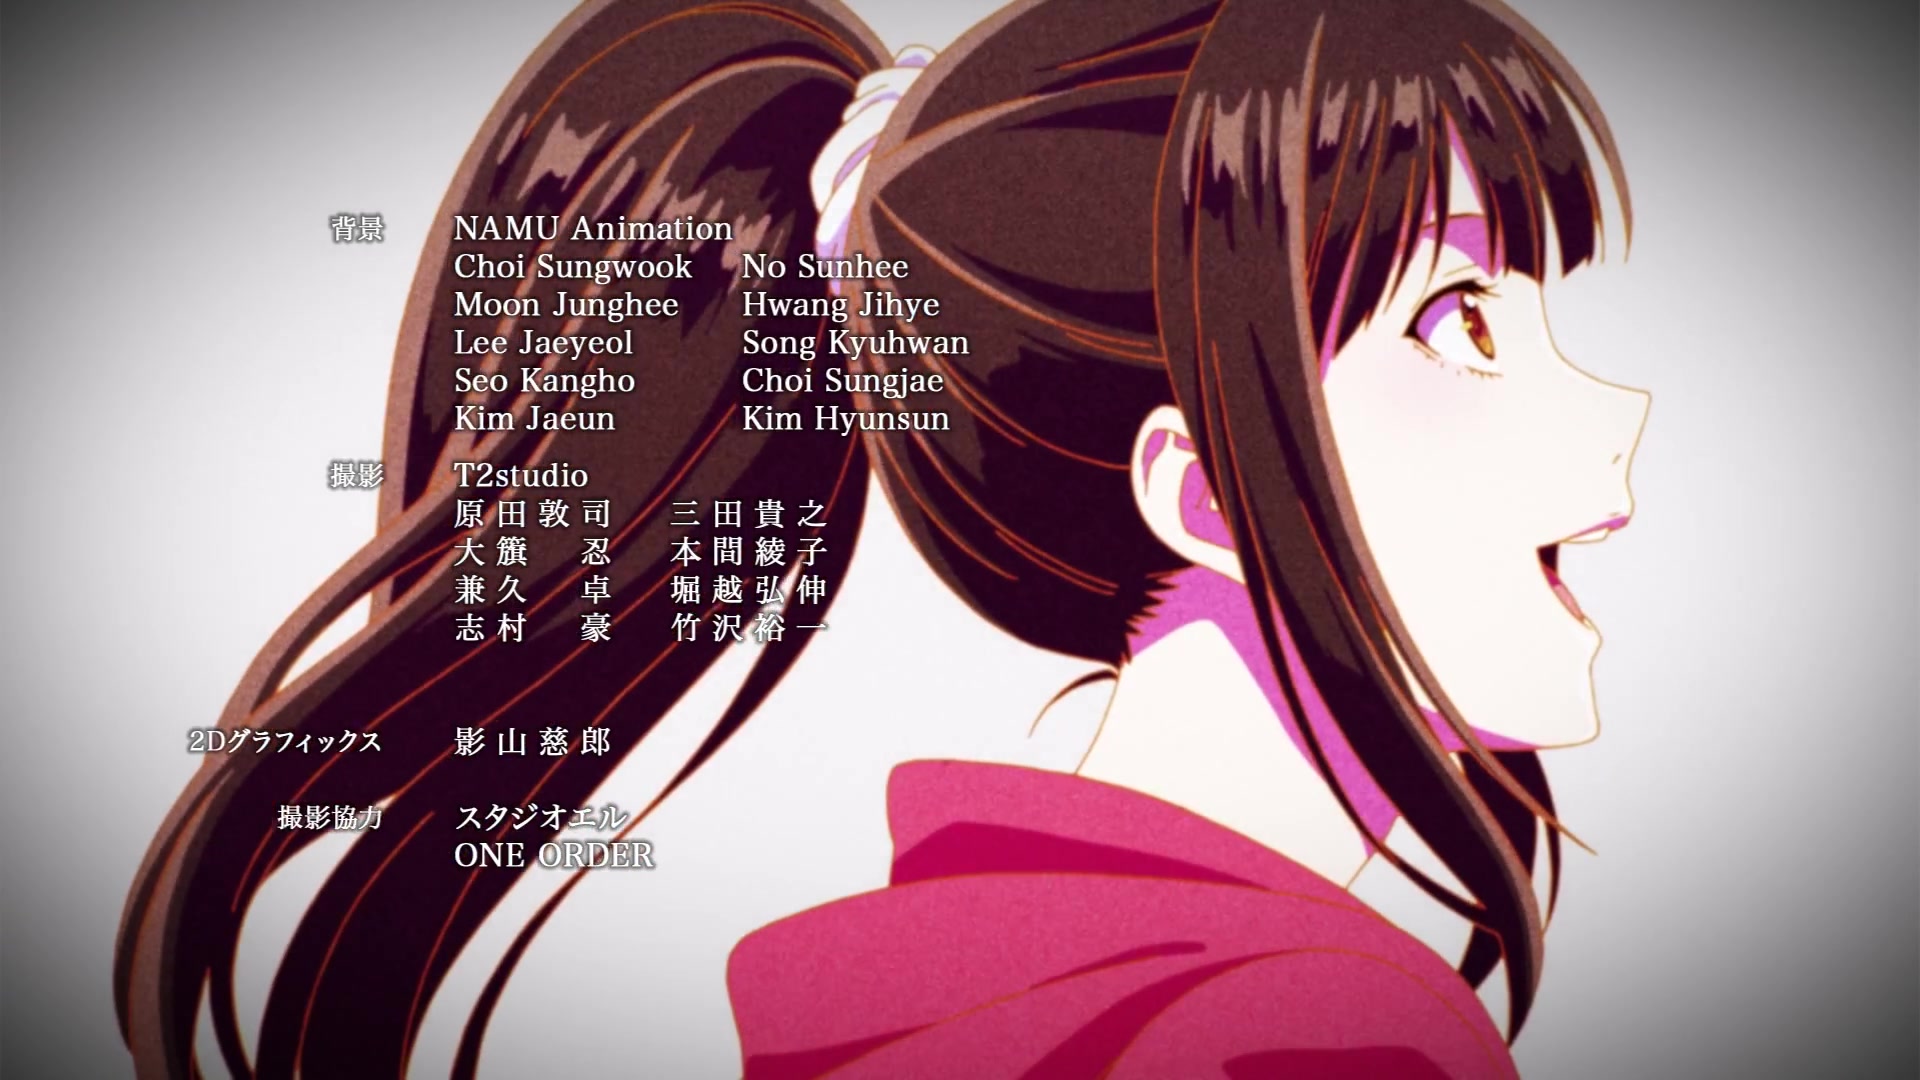 背景 NAMU Animation
Choi Sungwook No Sunhee
Moon Junghee Hwang Jihye
Lee Jaeyeol Song Kyuhwan
Seo Kangho Choi Sungjae
Kim Jaeun Kim Hyunsun
撮影 T2studio
原田敦司 三田貴之
大籏 忍 本間綾子
兼久 卓 堀越弘伸
志村 豪 竹沢裕一
2Dグラフィックス 影山慈郎
撮影協力 スタジオエル
ONE ORDER